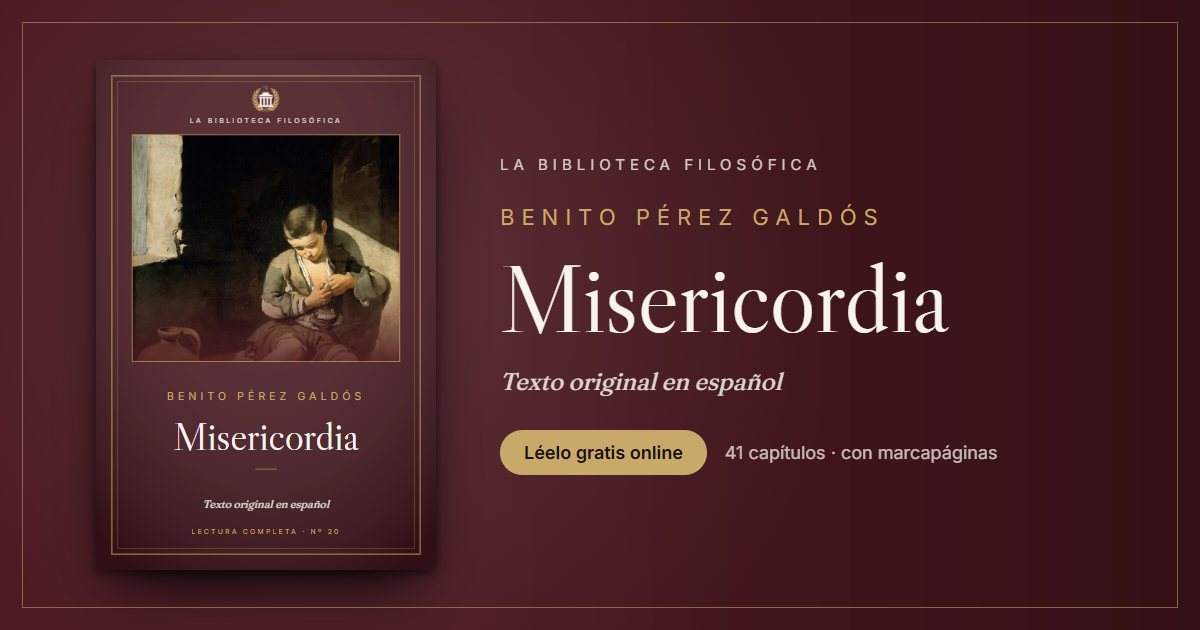 LA BIBLIOTECA FILOSÓFICA
BENITO PÉREZ GALDÓS
Misericordia
Texto original en español
LECTURA COMPLETA · Nº 20
LA BIBLIOTECA FILOSÓFICA
BENITO PÉREZ GALDÓS
Misericordia
Texto original en español
Léelo gratis online
41 capítulos · con marcapáginas